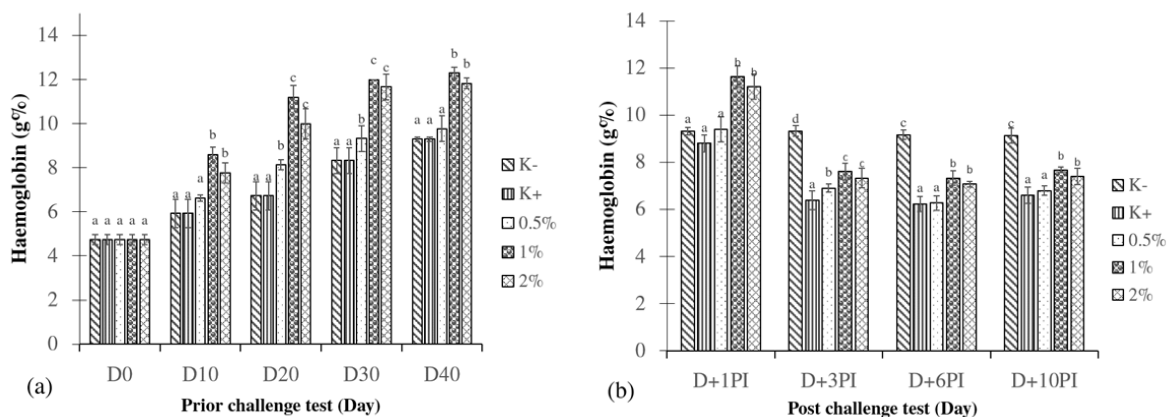 14
12
10
8
6
4
2
0
Haemoglobin (g%)
a a a a a
a a a b b
a a b c c
a a b c c
a a a b b
D0 D10 D20 D30 D40
Prior challenge test (Day)
(a)
K-
K+
0.5%
1%
2%
14
12
10
8
6
4
2
0
Haemoglobin (g%)
a a a b b
d a b c c
c a a b b
c a a b b
D+1PI D+3PI D+6PI D+10PI
Post challenge test (Day)
(b)
K-
K+
0.5%
1%
2%